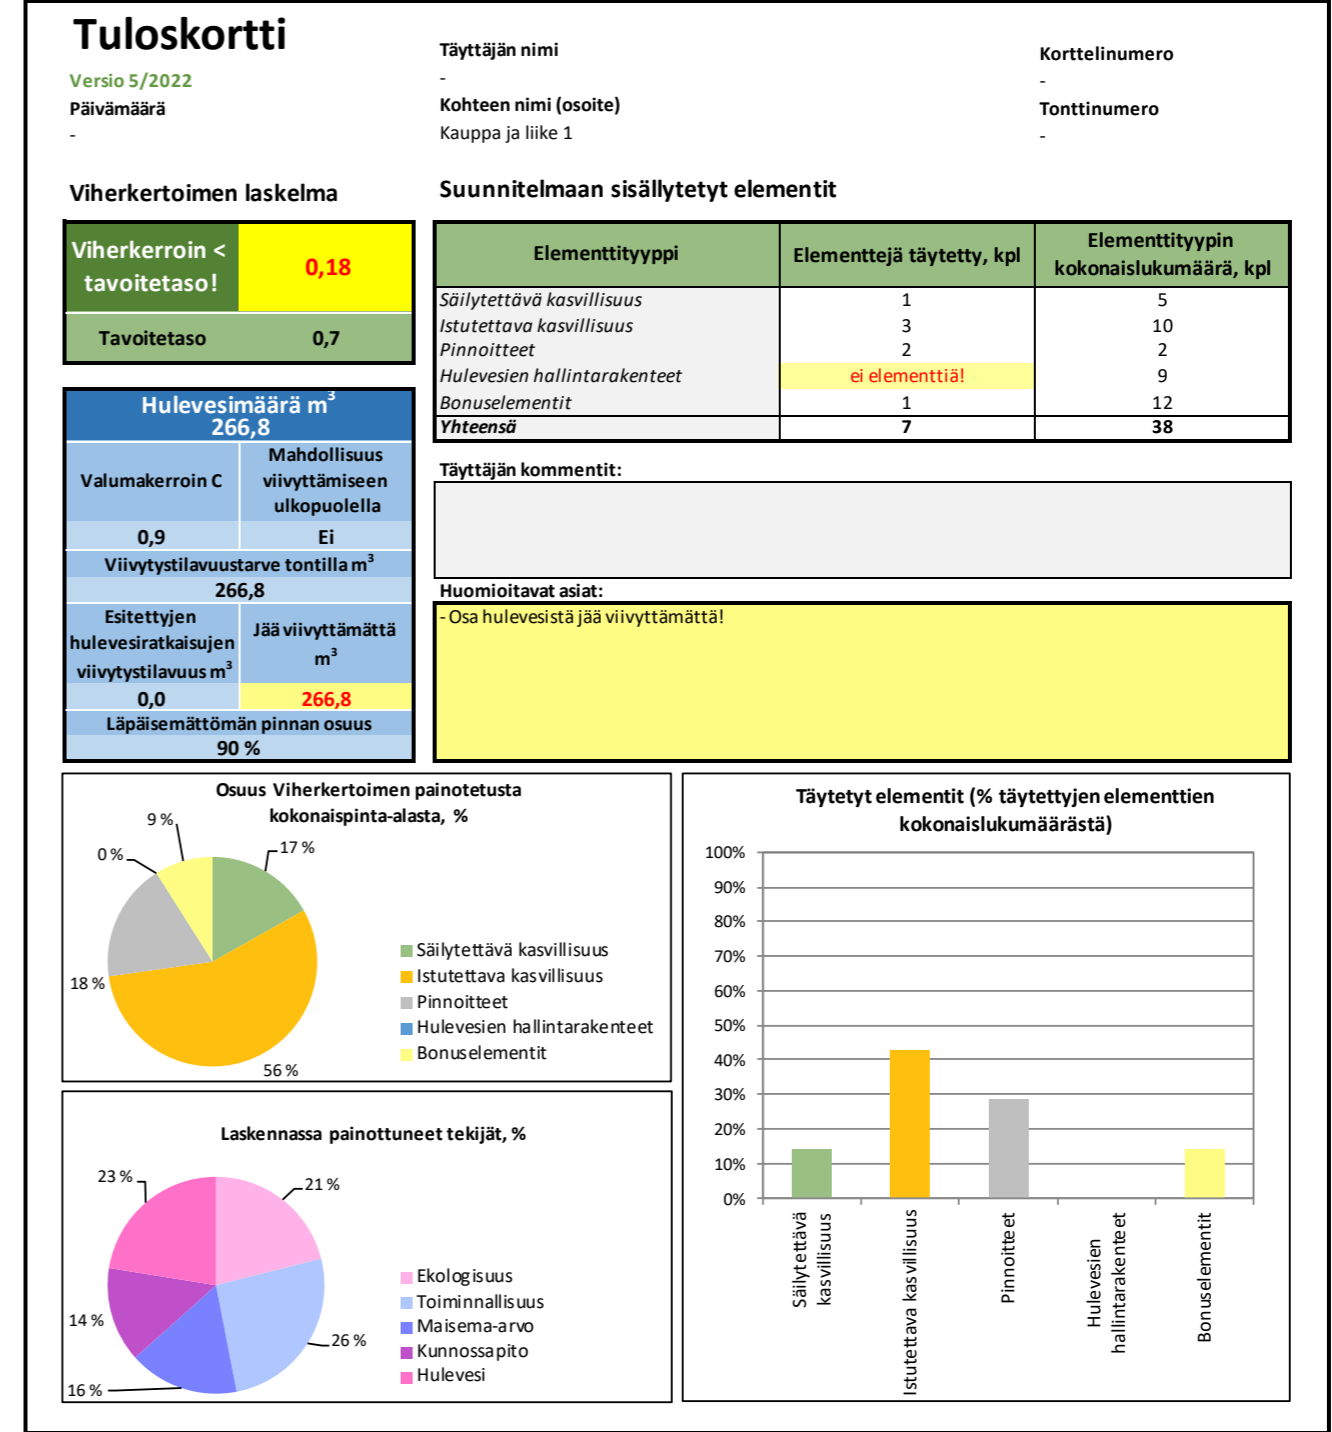 Tuloskortti
Versio 5/2022
Päivämäärä
-
Täyttäjän nimi
-
Kohteen nimi (osoite)
Kauppa ja liike 1
Korttelinumero
-
Tonttinumero
-
Viherkertoimen laskelma
Viherkerroin <
tavoitetaso!
0,18
Tavoitetaso
0,7
Suunnitelmaan sisällytetyt elementit
Elementtityyppi
Elementtejä täytetty, kpl
Elementtityypin
kokonaislukumäärä, kpl
Säilytettävä kasvillisuus 1 5
Istutettava kasvillisuus 3 10
Pinnoitteet 2 2
Hulevesien hallintarakenteet ei elementtiä! 9
Bonuselementit 1 12
Yhteensä 7 38
Hulevesimäärä m³
266,8
Valumakerroin C
Mahdollisuus
viivyttämiseen
ulkopuolella
0,9 Ei
Viivytystilavuustarve tontilla m³
266,8
Esitettyjen
hulevesiratkaisujen
viivytystilavuus m³
Jää viivyttämättä
m³
0,0 266,8
Läpäisemättömän pinnan osuus
90 %
Täyttäjän kommentit:
Huomioitavat asiat:
- Osa hulevesistä jää viivyttämättä!
Osuus Viherkertoimen painotetusta
kokonaispinta-alasta, %
9 %
0 %
17 %
18 %
56 %
Säilytettävä kasvillisuus
Istutettava kasvillisuus
Pinnoitteet
Hulevesien hallintarakenteet
Bonuselementit
Laskennassa painottuneet tekijät, %
23 %
21 %
14 %
26 %
16 %
Ekologisuus
Toiminnallisuus
Maisema-arvo
Kunnossapito
Hulevesi
Täytetyt elementit (% täytettyjen elementtien
kokonaislukumäärästä)
100%
90%
80%
70%
60%
50%
40%
30%
20%
10%
0%
Säilytettävä
kasvillisuus
Istutettava kasvillisuus
Pinnoitteet
Hulevesien
hallintarakenteet
Bonuselementit